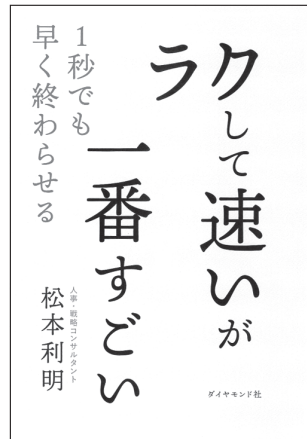 ラクして速いが
一番すごい
1秒でも
早く終わらせる
人事・戦略コンサルタント
松本利明
ダイヤモンド社